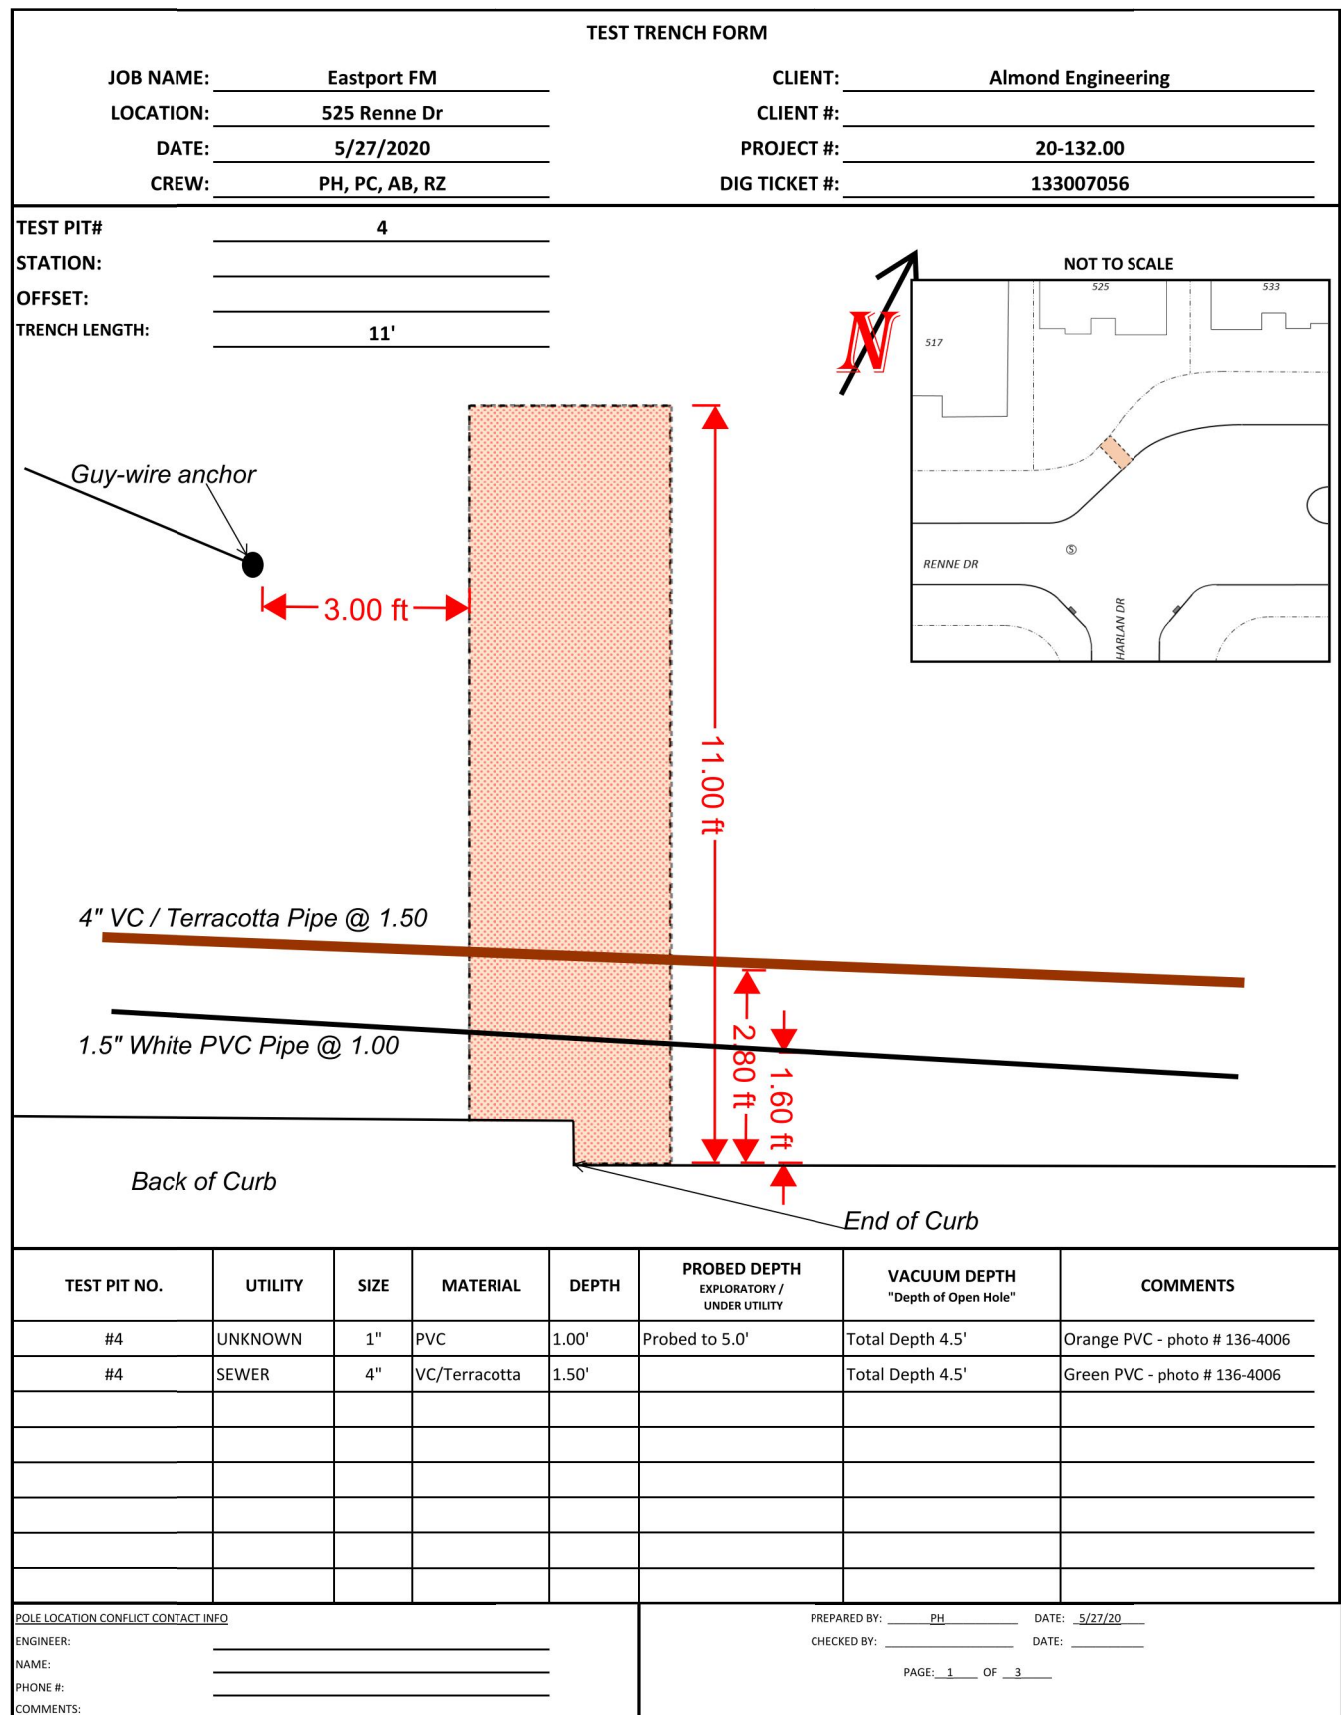 TEST TRENCH FORM
JOB NAME: Eastport FM CLIENT: Almond Engineering
LOCATION: 525 Renne Dr CLIENT #:
DATE: 5/27/2020 PROJECT #: 20-132.00
CREW: PH, PC, AB, RZ DIG TICKET #: 133007056
TEST PIT# 4
STATION:
OFFSET:
TRENCH LENGTH: 11'
N
NOT TO SCALE
525 533
517
RENNE DR
S
HARLAN DR
Guy-wire anchor
3.00 ft
11.00 ft
4" VC / Terracotta Pipe @ 1.50
1.5" White PVC Pipe @ 1.00
2.80 ft
1.60 ft
Back of Curb
End of Curb
TEST PIT NO. UTILITY SIZE MATERIAL DEPTH PROBED DEPTH EXPLORATORY / UNDER UTILITY VACUUM DEPTH "Depth of Open Hole" COMMENTS
#4 UNKNOWN 1" PVC 1.00' Probed to 5.0' Total Depth 4.5' Orange PVC - photo # 136-4006
#4 SEWER 4" VC/Terracotta 1.50' Total Depth 4.5' Green PVC - photo # 136-4006
POLE LOCATION CONFLICT CONTACT INFO
ENGINEER:
NAME:
PHONE #:
COMMENTS:
PREPARED BY: PH DATE: 5/27/20
CHECKED BY: DATE:
PAGE: 1 OF 3